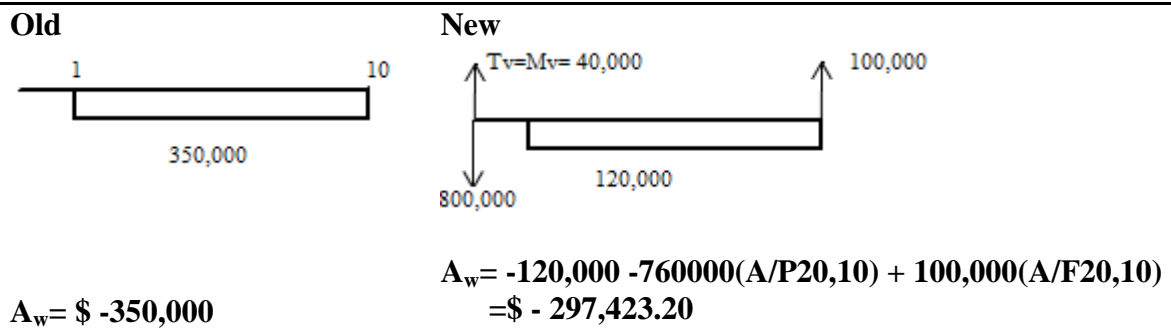 Old
1 10
350,000
New
Tv=Mv= 40,000
100,000
800,000
120,000
Aw= $ -350,000
Aw= -120,000 -760000(A/P20,10) + 100,000(A/F20,10)
=$ - 297,423.20